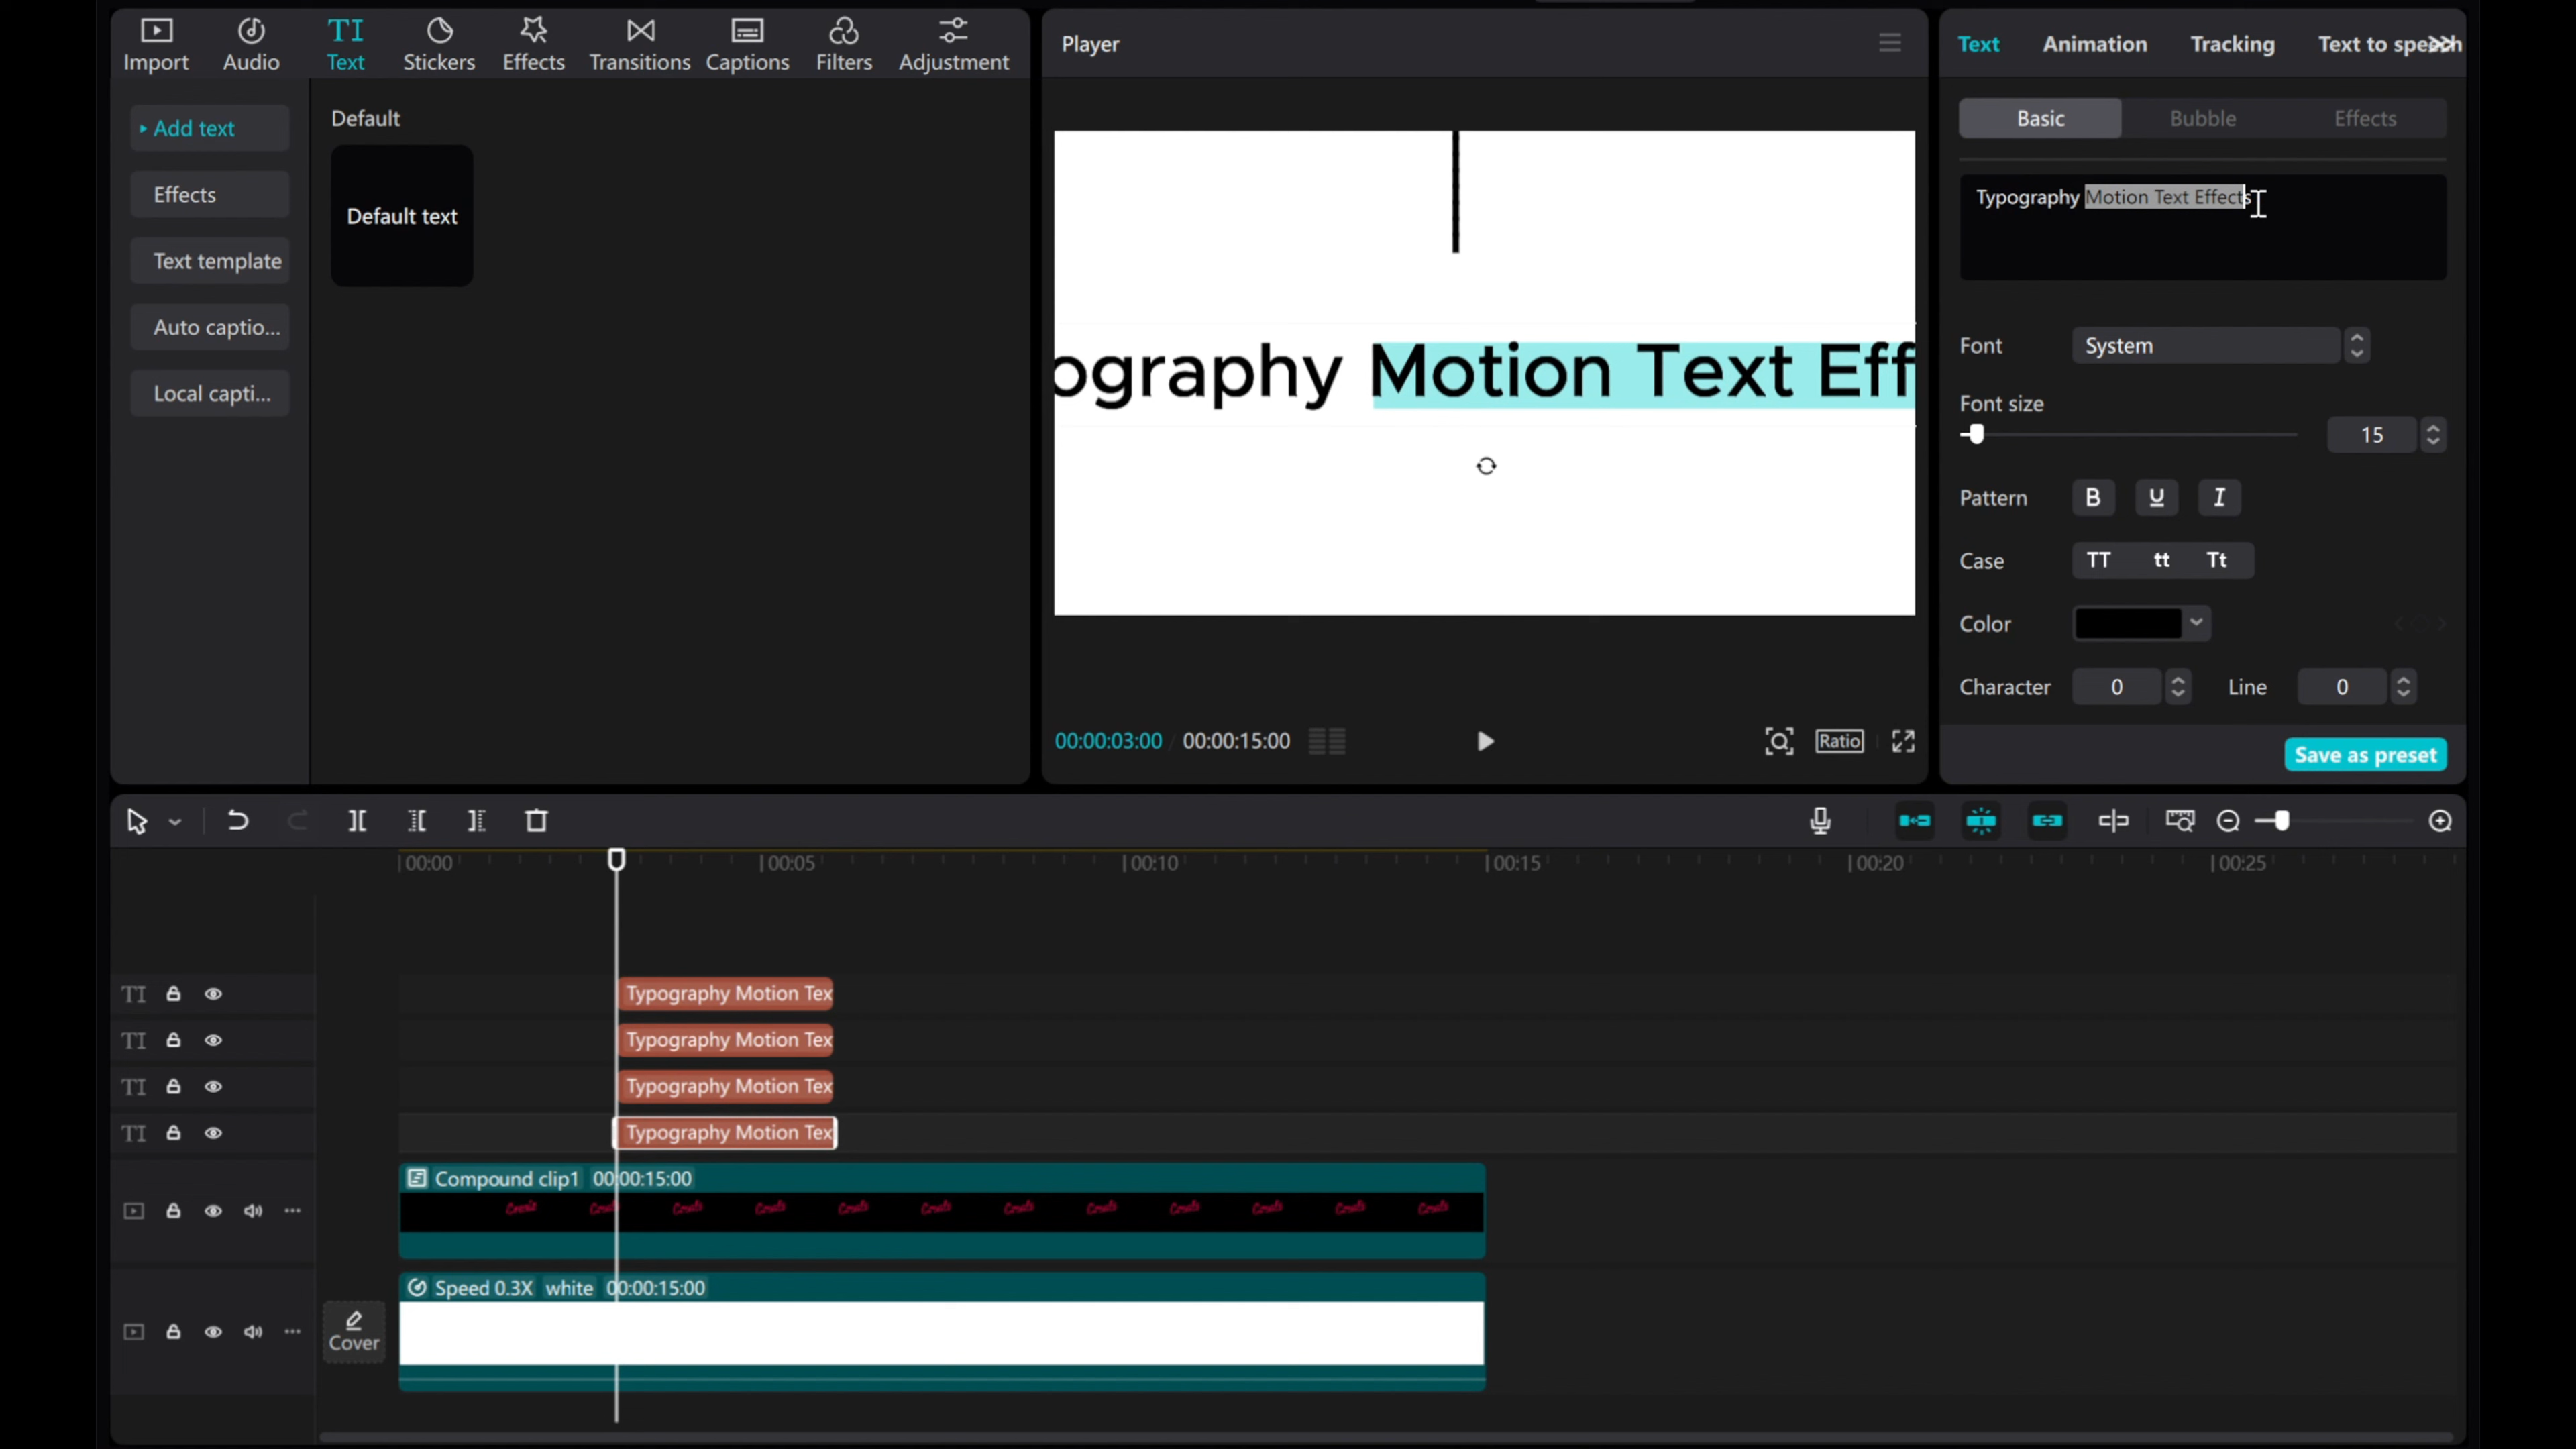 Import
Audio
TI
Text
Stickers
Effects
Transitions
Captions
Filters
Adjustment
Add text
Effects
Text template
Auto captio...
Local capti...
Default
Default text
Player
ography Motion Text Eff
00:00:03:00 / 00:00:15:00
Ratio
Text
Animation
Tracking
Text to speech
Basic
Bubble
Effects
Typography Motion Text Effects
Font
System
Font size
15
Pattern
B U I
Case
TT tt Tt
Color
Character
0
Line
0
Save as preset
00:00
00:05
00:10
00:15
00:20
00:25
TI
Typography Motion Tex
TI
Typography Motion Tex
TI
Typography Motion Tex
TI
Typography Motion Tex
Compound clip1 00:00:15:00
Speed 0.3X white 00:00:15:00
Cover